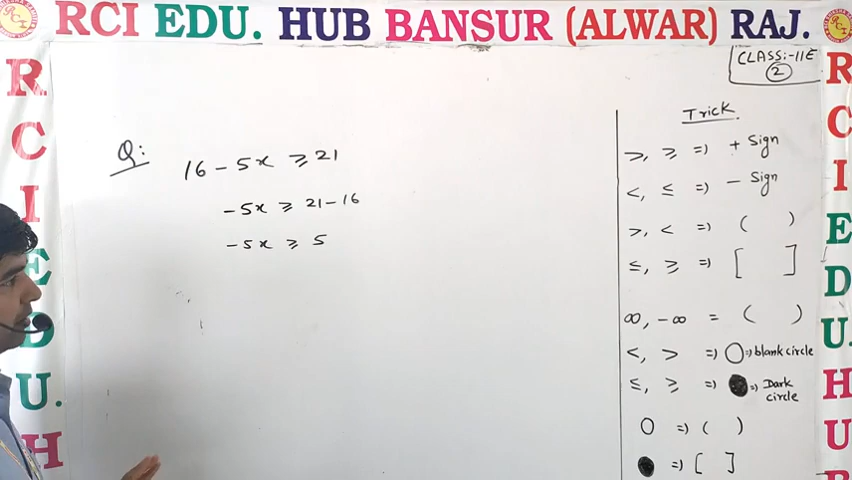 RCI EDU. HUB BANSUR (ALWAR) RAJ.
CLASS:-11E
2
Q:
16 - 5x ≥ 21
-5x ≥ 21 - 16
-5x ≥ 5
Trick
>, ≥ => + Sign
<, ≤ => - Sign
>, < => ( )
≤, ≥ => [ ]
∞, -∞ = ( )
<, > => ○ => blank circle
≤, ≥ => ● => Dark circle
○ => ( )
● => [ ]
R
C
I
E
D
U.
H
R
C
I
E
D
U.
H
U